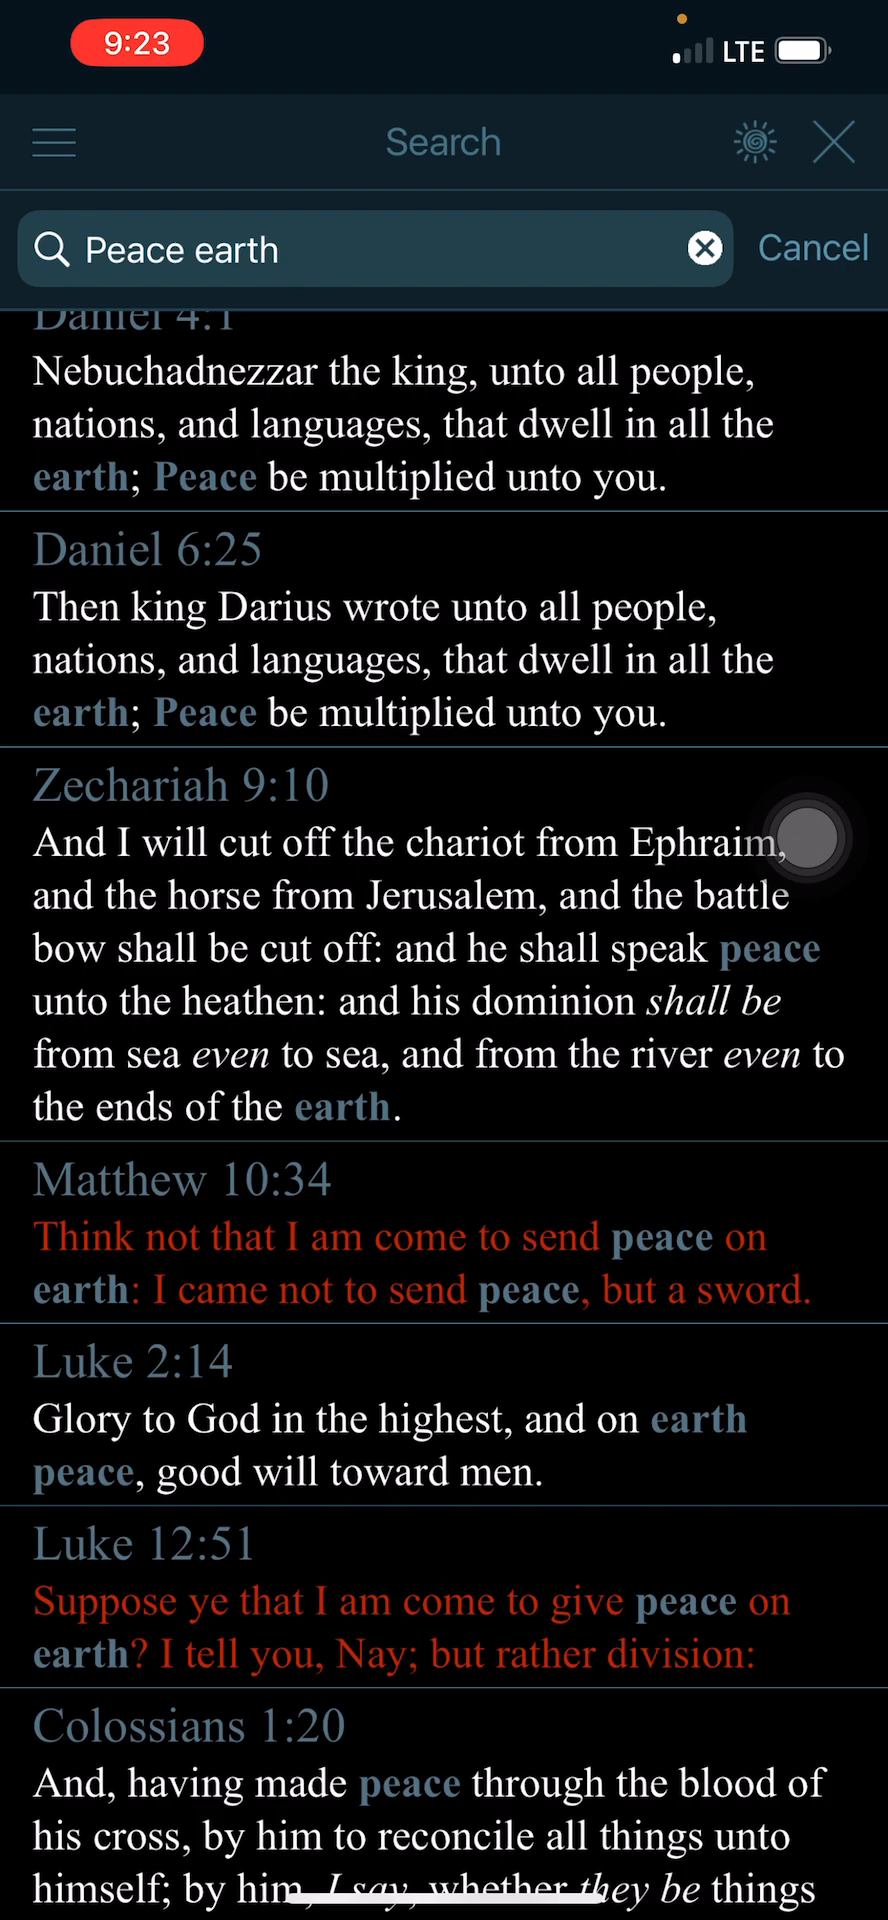 9:23
LTE
Search
Peace earth
Cancel
Daniel 4:1
Nebuchadnezzar the king, unto all people,
nations, and languages, that dwell in all the
earth; Peace be multiplied unto you.
Daniel 6:25
Then king Darius wrote unto all people,
nations, and languages, that dwell in all the
earth; Peace be multiplied unto you.
Zechariah 9:10
And I will cut off the chariot from Ephraim,
and the horse from Jerusalem, and the battle
bow shall be cut off: and he shall speak peace
unto the heathen: and his dominion shall be
from sea even to sea, and from the river even to
the ends of the earth.
Matthew 10:34
Think not that I am come to send peace on
earth: I came not to send peace, but a sword.
Luke 2:14
Glory to God in the highest, and on earth
peace, good will toward men.
Luke 12:51
Suppose ye that I am come to give peace on
earth? I tell you, Nay; but rather division:
Colossians 1:20
And, having made peace through the blood of
his cross, by him to reconcile all things unto
himself; by him, I say, whether they be things